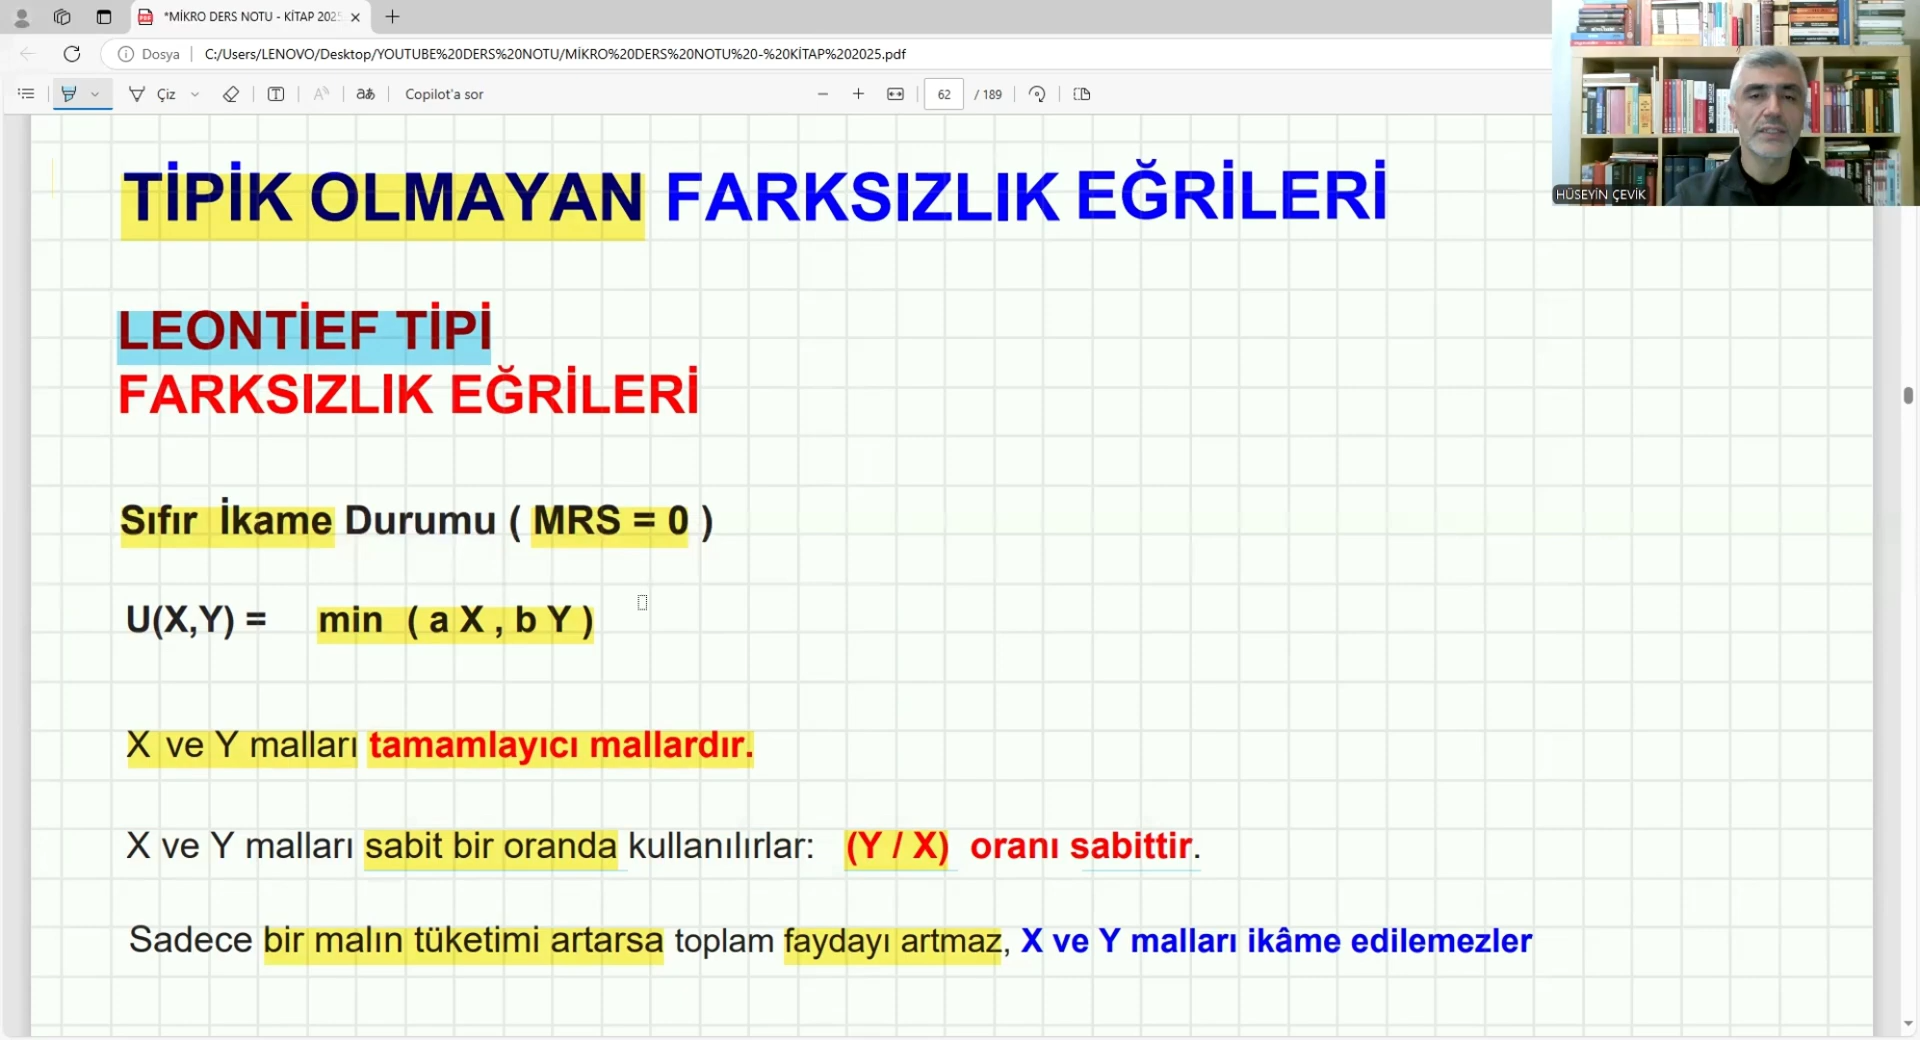 *MİKRO DERS NOTU - KİTAP 2025
Dosya
C:/Users/LENOVO/Desktop/YOUTUBE%20DERS%20NOTU/MİKRO%20DERS%20NOTU%20-%20KİTAP%202025.pdf
Çiz
Copilot'a sor
62 / 189
HÜSEYİN ÇEVİK
TİPİK OLMAYAN FARKSIZLIK EĞRİLERİ
LEONTİEF TİPİ
FARKSIZLIK EĞRİLERİ
Sıfır İkame Durumu ( MRS = 0 )
U(X,Y) = min ( a X , b Y )
X ve Y malları tamamlayıcı mallardır.
X ve Y malları sabit bir oranda kullanılırlar: (Y / X) oranı sabittir.
Sadece bir malın tüketimi artarsa toplam faydayı artmaz, X ve Y malları ikâme edilemezler